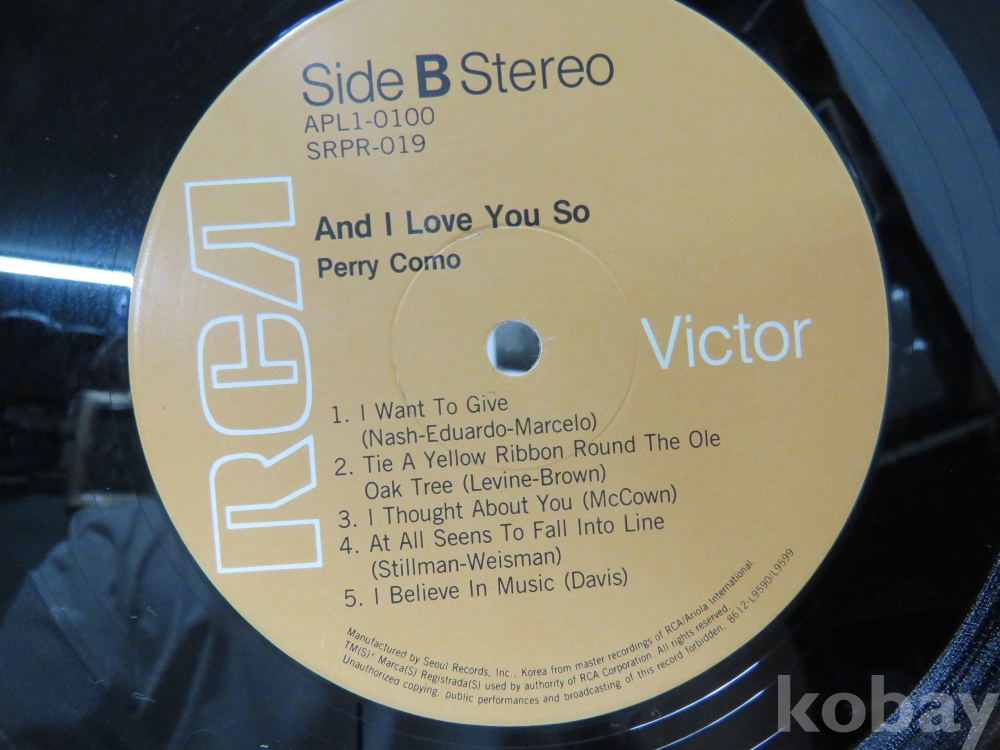 Side B Stereo
APL1-0100
SRPR-019
And I Love You So
Perry Como
RCA
Victor
1. I Want To Give
(Nash-Eduardo-Marcelo)
2. Tie A Yellow Ribbon Round The Ole
Oak Tree (Levine-Brown)
3. I Thought About You (McCown)
4. At All Seens To Fall Into Line
(Stillman-Weisman)
5. I Believe In Music (Davis)
Manufactured by Seoul Records, Inc., Korea from master recordings of RCA/Ariola International.
TM(S)® Marca(S) Registrada(S) used by authority of RCA Corporation. All rights reserved.
Unauthorized copying, public performances and broadcasting of this record forbidden. 8612-L9590/L9599
kobay